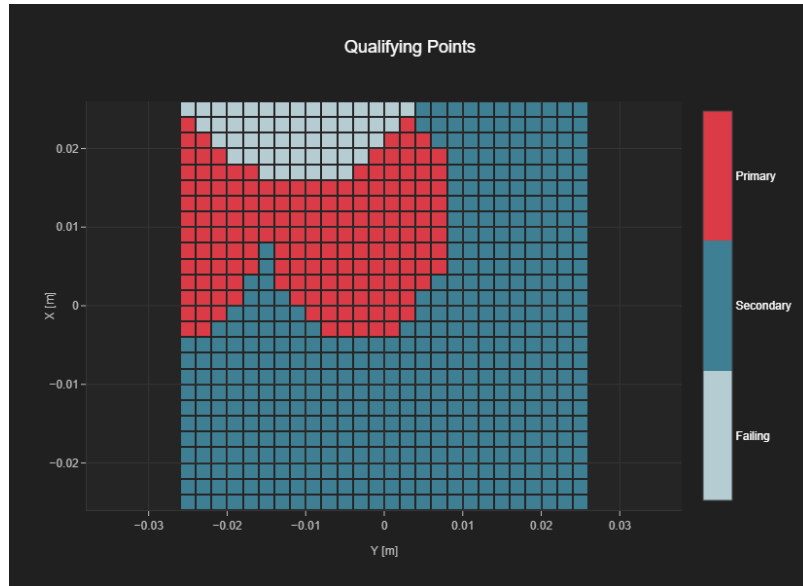 Qualifying Points
0.02
0.01
0
−0.01
−0.02
X [m]
−0.03
−0.02
−0.01
0
0.01
0.02
0.03
Y [m]
Primary
Secondary
Failing